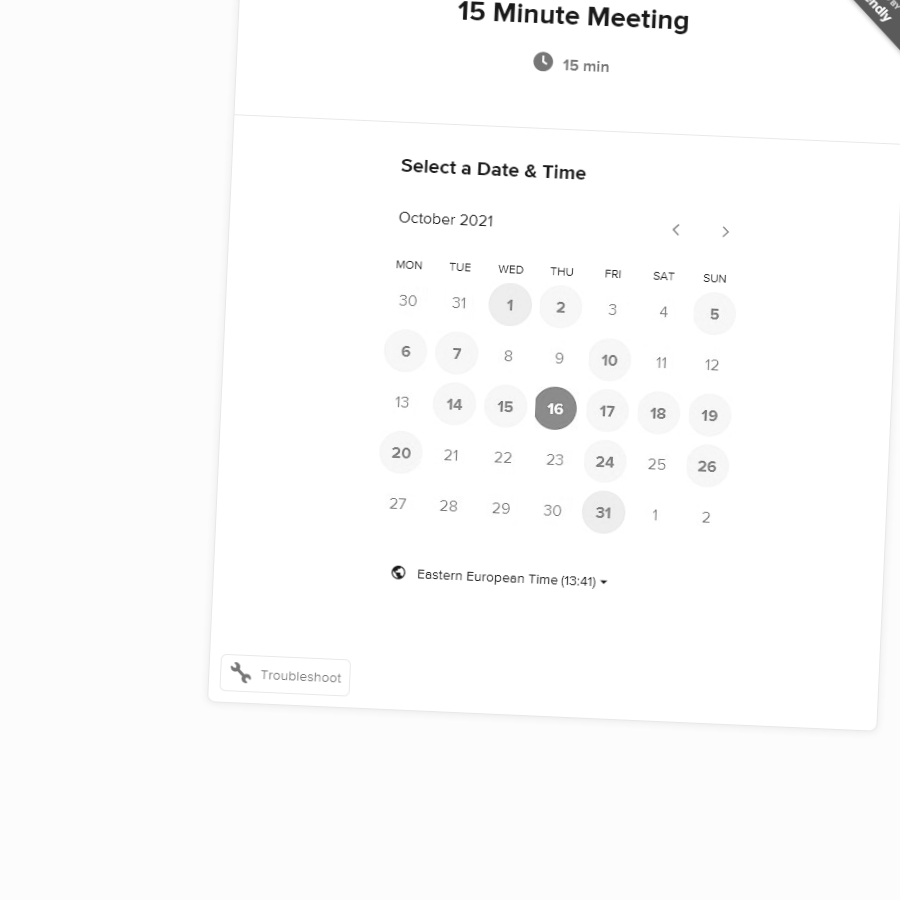 BY
endly
15 Minute Meeting
15 min
Select a Date & Time
October 2021
MON TUE WED THU FRI SAT SUN
30 31 1 2 3 4 5
6 7 8 9 10 11 12
13 14 15 16 17 18 19
20 21 22 23 24 25 26
27 28 29 30 31 1 2
Eastern European Time (13:41)
Troubleshoot